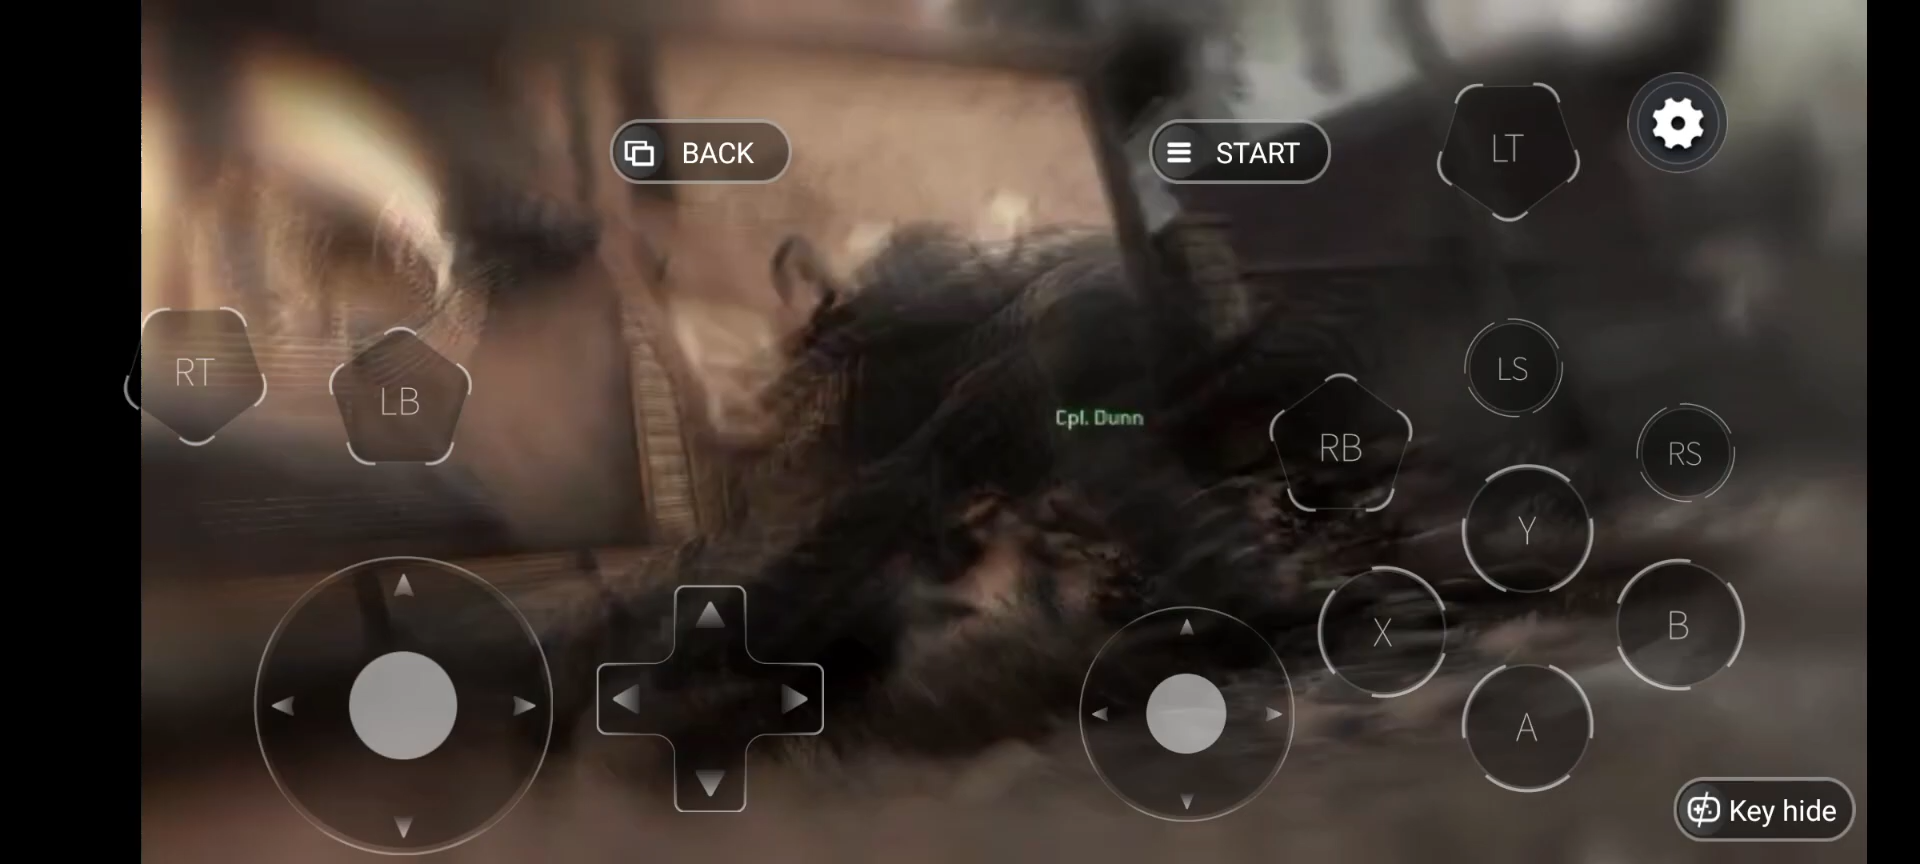 BACK
START
LT
RT
LB
LS
Cpl. Dunn
RB
RS
Y
X
B
A
Key hide